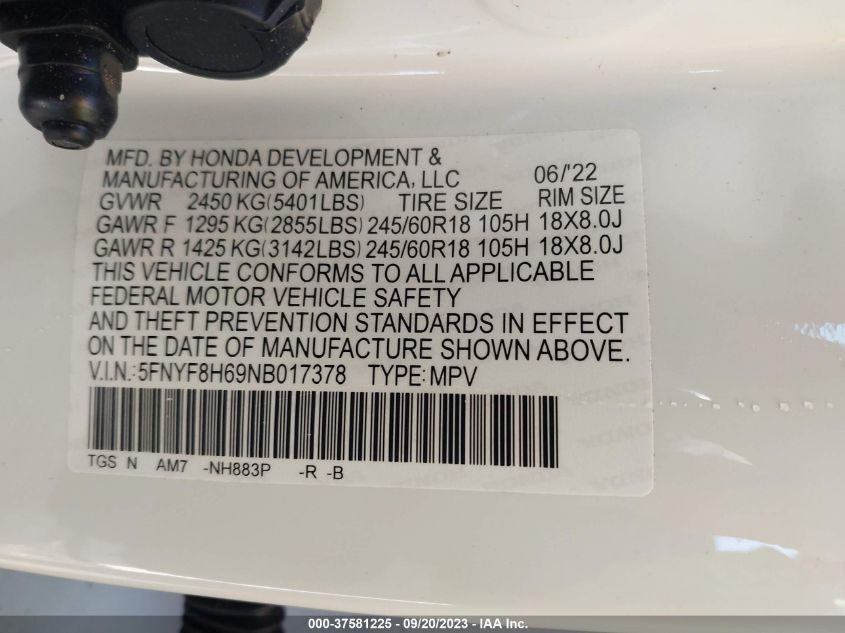 MFD. BY HONDA DEVELOPMENT &
MANUFACTURING OF AMERICA, LLC 06/'22
GVWR 2450 KG(5401LBS) TIRE SIZE RIM SIZE
GAWR F 1295 KG(2855LBS) 245/60R18 105H 18X8.0J
GAWR R 1425 KG(3142LBS) 245/60R18 105H 18X8.0J
THIS VEHICLE CONFORMS TO ALL APPLICABLE
FEDERAL MOTOR VEHICLE SAFETY
AND THEFT PREVENTION STANDARDS IN EFFECT
ON THE DATE OF MANUFACTURE SHOWN ABOVE.
V.I.N.:5FNYF8H69NB017378 TYPE:MPV
TGS N AM7 -NH883P -R -B
000-37581225 - 09/20/2023 - IAA Inc.